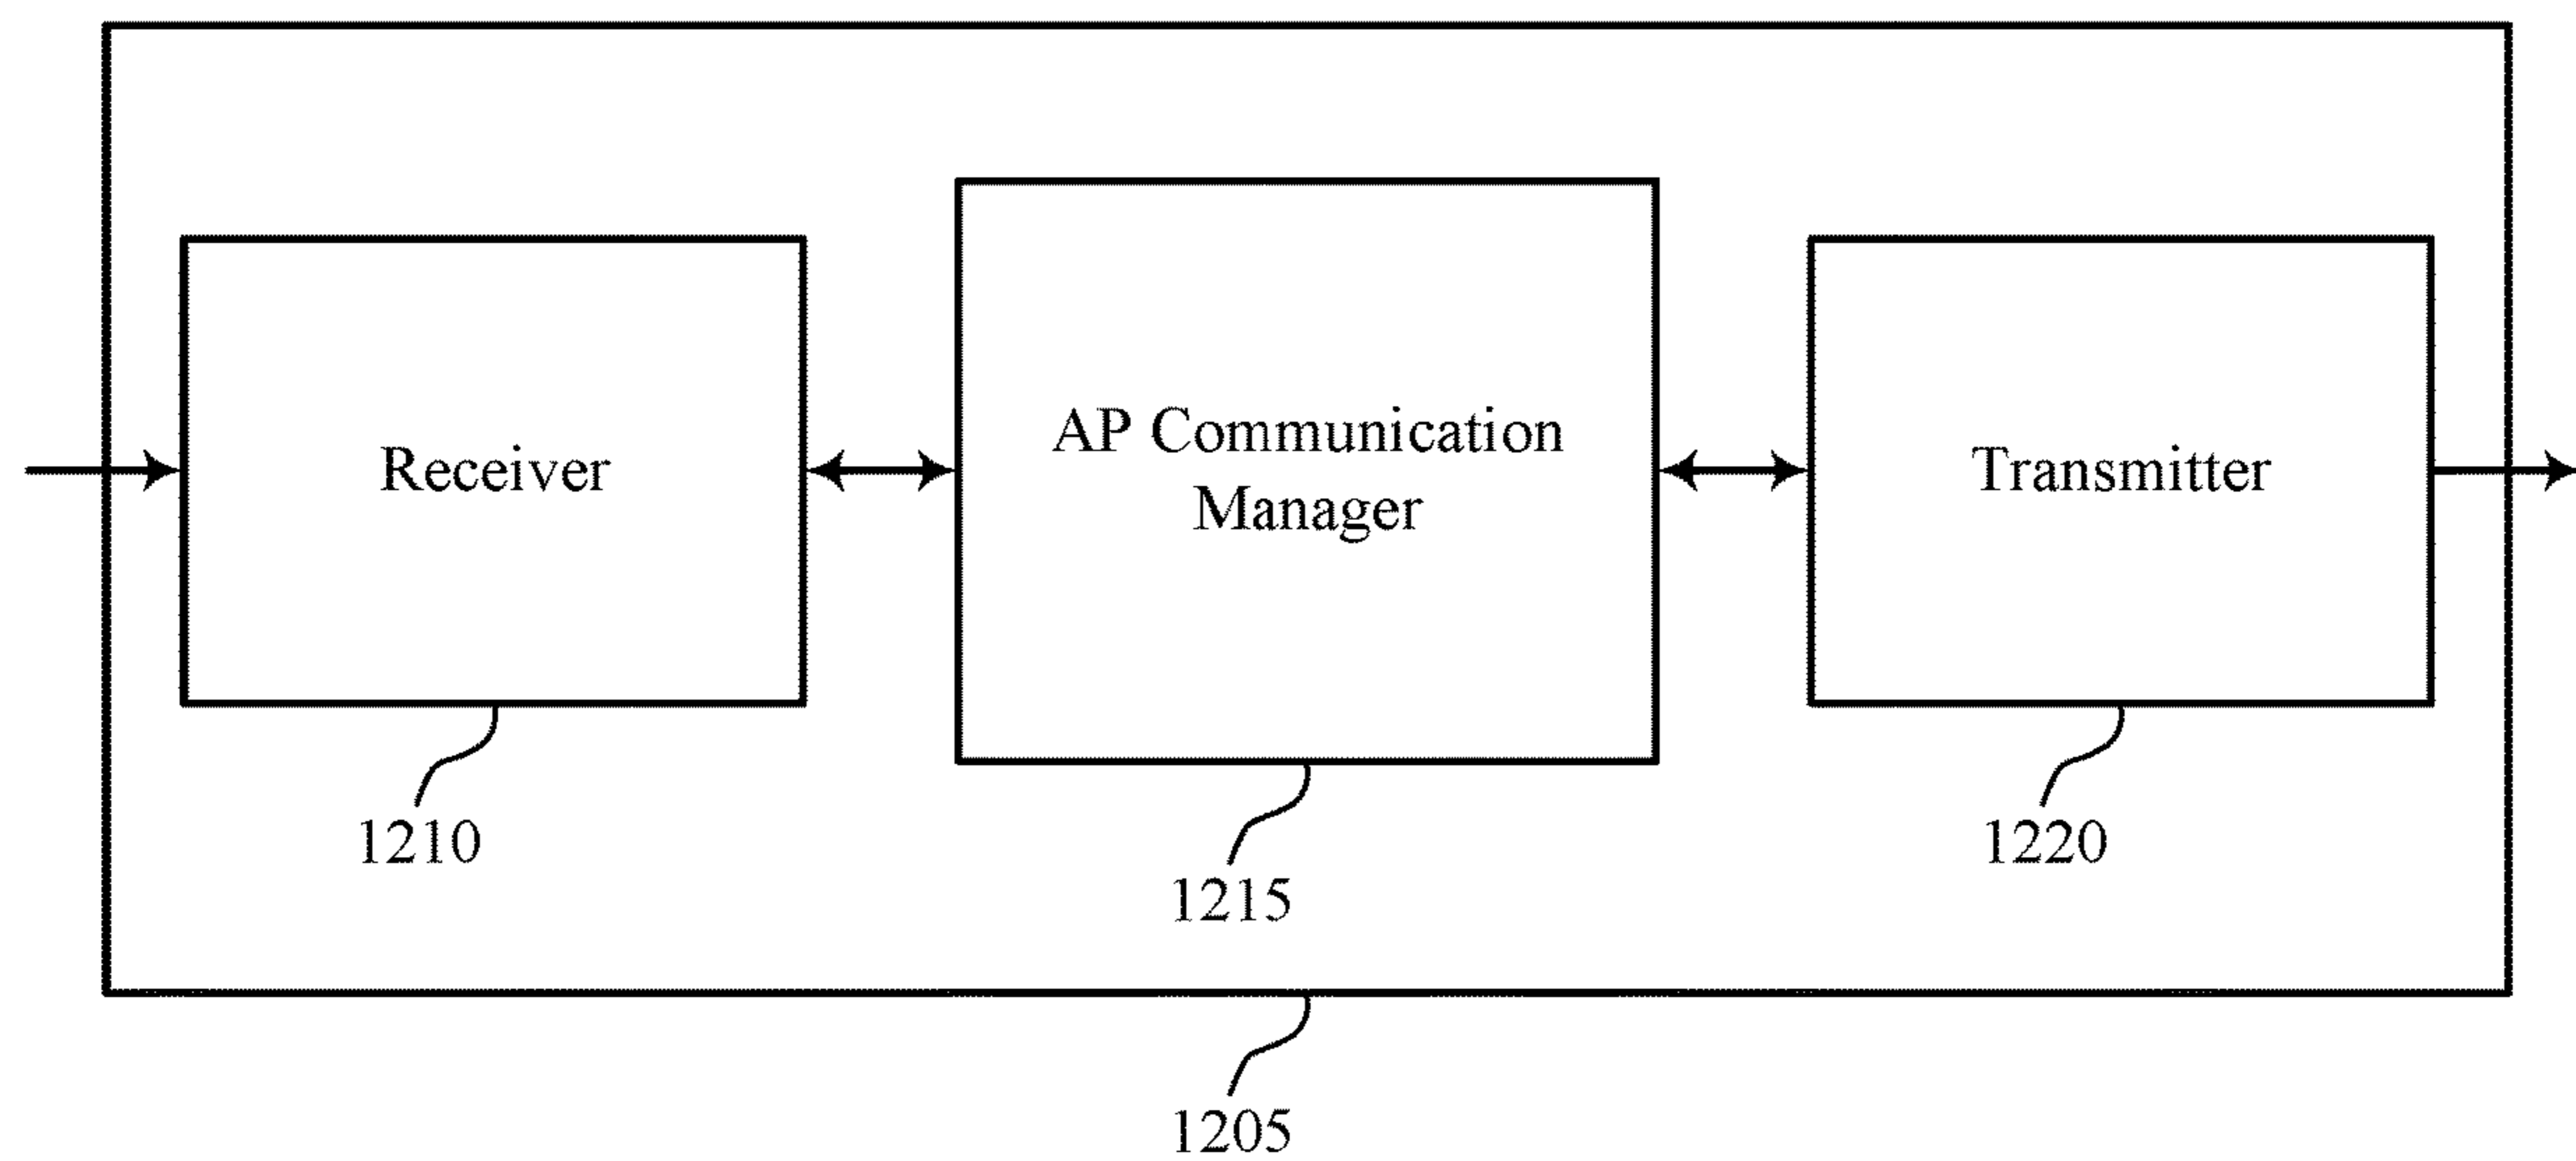 Receiver
AP Communication
Manager
Transmitter
1210
1215
1220
1205